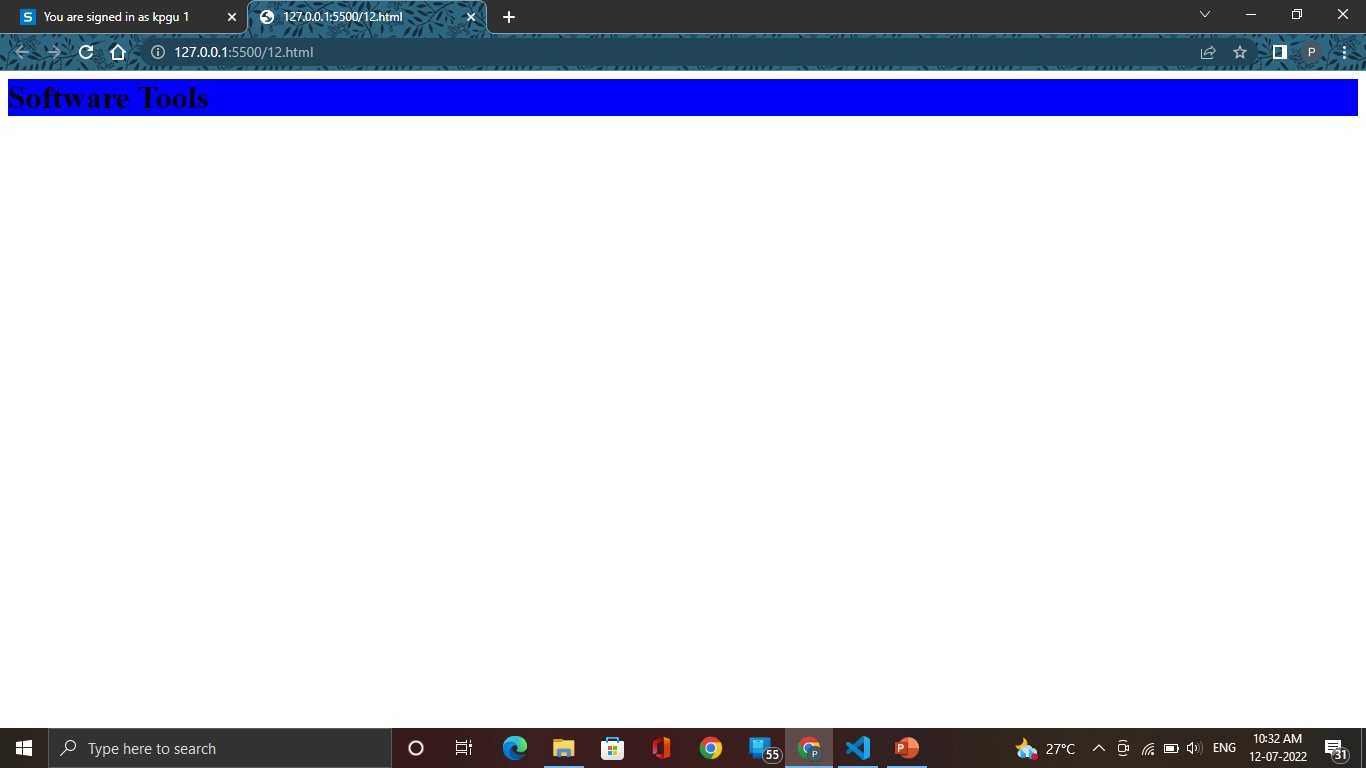 S You are signed in as kpgu 1
127.0.0.1:5500/12.html
127.0.0.1:5500/12.html
P
Software Tools
Type here to search
55
P
P
27°C
ENG
10:32 AM
12-07-2022
31